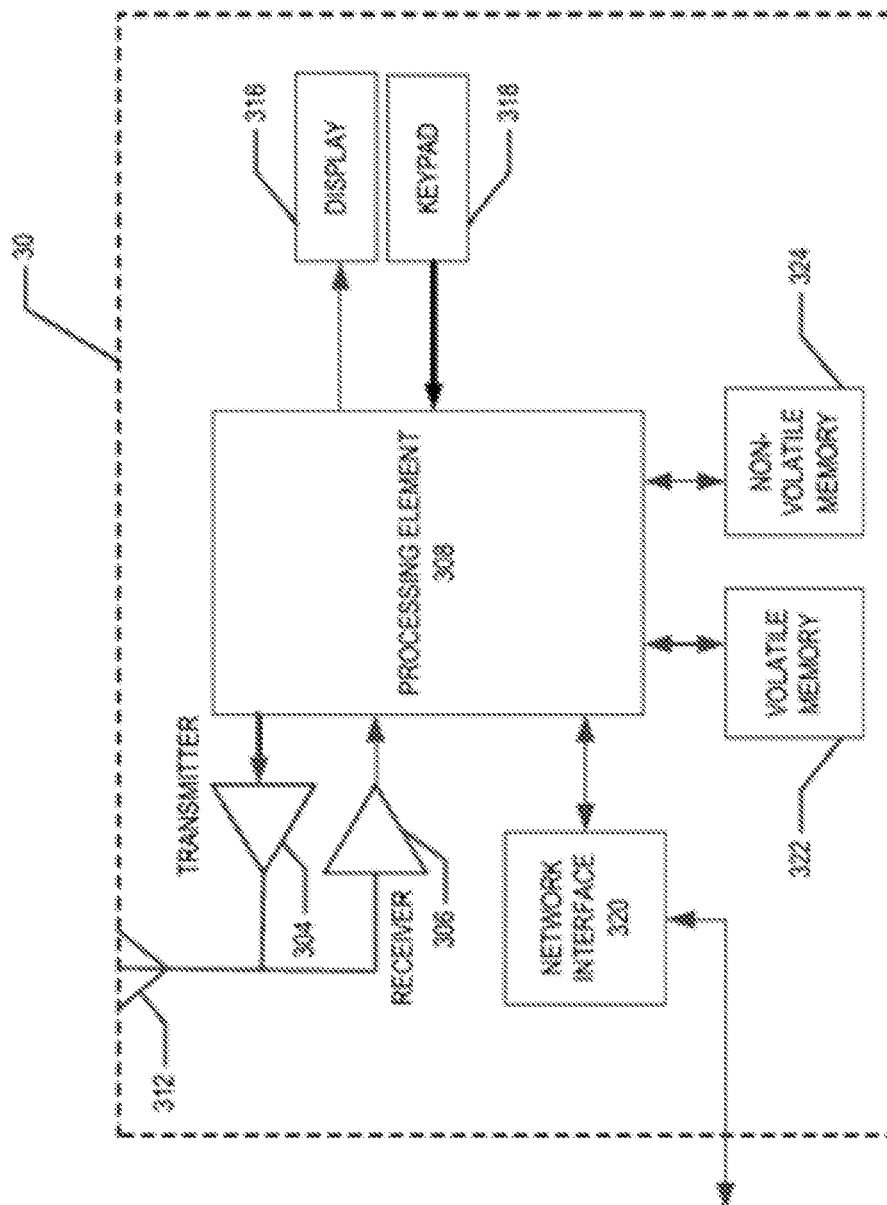 30
312
TRANSMITTER
304
RECEIVER
306
PROCESSING ELEMENT
308
316
DISPLAY
KEYPAD
318
NETWORK
INTERFACE
320
VOLATILE
MEMORY
322
NON-
VOLATILE
MEMORY
324